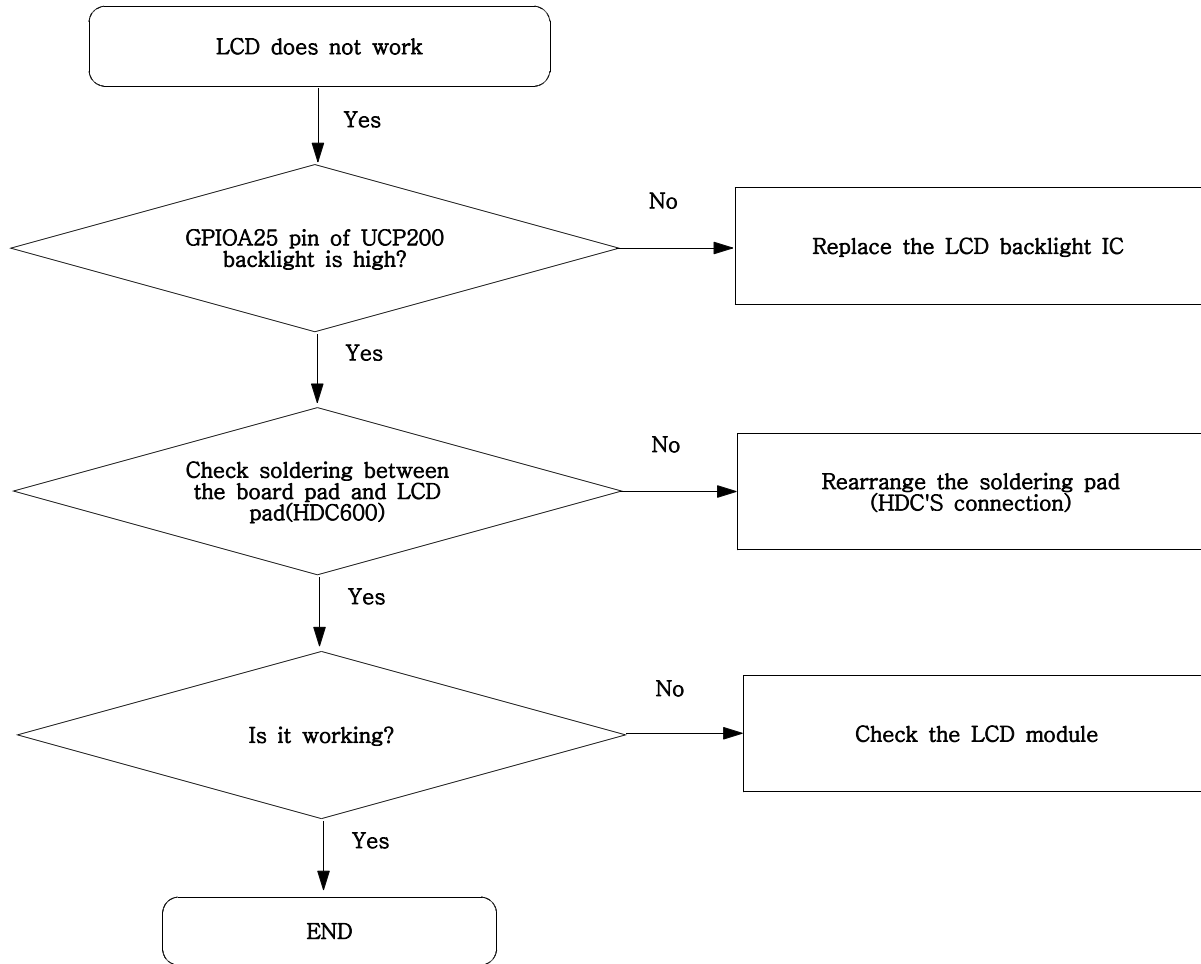 LCD does not work
Yes
GPIOA25 pin of UCP200
backlight is high?
No
Replace the LCD backlight IC
Yes
Check soldering between
the board pad and LCD
pad(HDC600)
No
Rearrange the soldering pad
(HDC'S connection)
Yes
Is it working?
No
Check the LCD module
Yes
END